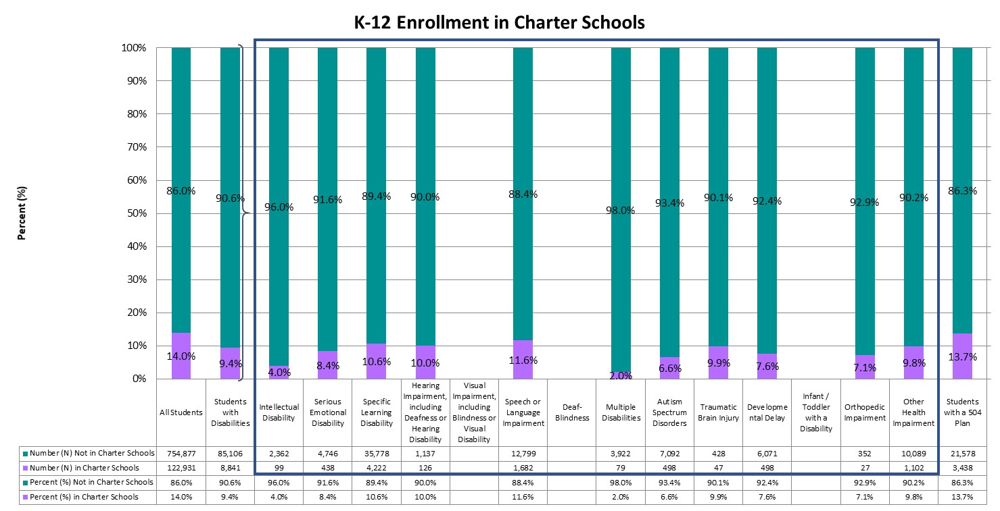 K-12 Enrollment in Charter Schools
Percent (%)
100%
90%
80%
70%
60%
50%
40%
30%
20%
10%
0%
86.0% 90.6% 96.0% 91.6% 89.4% 90.0% 88.4% 98.0% 93.4% 90.1% 92.4% 92.9% 90.2% 86.3%
14.0% 9.4% 4.0% 8.4% 10.6% 10.0% 11.6% 2.0% 6.6% 9.9% 7.6% 7.1% 9.8% 13.7%
All Students
Students
with
Disabilities
Intellectual
Disability
Serious
Emotional
Disability
Specific
Learning
Disability
Hearing
Impairment,
including
Deafness or
Hearing
Disability
Visual
Impairment,
including
Blindness or
Visual
Disability
Speech or
Language
Impairment
Deaf-
Blindness
Multiple
Disabilities
Autism
Spectrum
Disorders
Traumatic
Brain Injury
Developme
ntal Delay
Infant /
Toddler
with a
Disability
Orthopedic
Impairment
Other
Health
Impairment
Students
with a 504
Plan
Number (N) Not in Charter Schools 754,877 85,106 2,362 4,746 35,778 1,137 12,799 3,922 7,092 428 6,071 352 10,089 21,578
Number (N) in Charter Schools 122,931 8,841 99 438 4,222 126 1,682 79 498 47 498 27 1,102 3,438
Percent (%) Not in Charter Schools 86.0% 90.6% 96.0% 91.6% 89.4% 90.0% 88.4% 98.0% 93.4% 90.1% 92.4% 92.9% 90.2% 86.3%
Percent (%) in Charter Schools 14.0% 9.4% 4.0% 8.4% 10.6% 10.0% 11.6% 2.0% 6.6% 9.9% 7.6% 7.1% 9.8% 13.7%